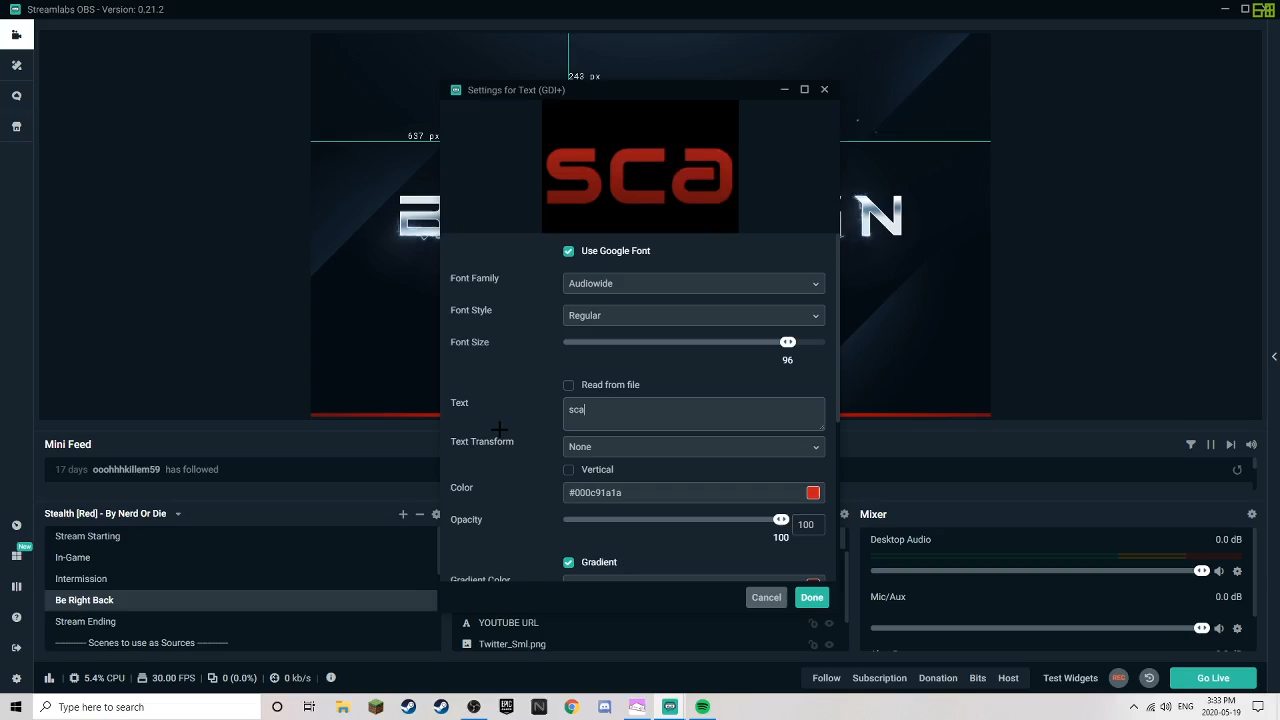 Streamlabs OBS - Version: 0.21.2
243 px
637 px
Settings for Text (GDI+)
sca
Use Google Font
Font Family
Audiowide
Font Style
Regular
Font Size
96
Read from file
Text
sca
Text Transform
None
Vertical
Color
#000c91a1a
Opacity
100
100
Gradient
Gradient Color
Cancel
Done
Mini Feed
17 days ooohhhkillem59 has followed
Stealth [Red] - By Nerd Or Die
Stream Starting
In-Game
Intermission
Be Right Back
Stream Ending
Scenes to use as Sources
YOUTUBE URL
Twitter_Sml.png
Mixer
Desktop Audio
0.0 dB
Mic/Aux
0.0 dB
New
5.4% CPU
30.00 FPS
0 (0.0%)
0 kb/s
Follow
Subscription
Donation
Bits
Host
Test Widgets
REC
Go Live
Type here to search
3:33 PM
2020-05-19